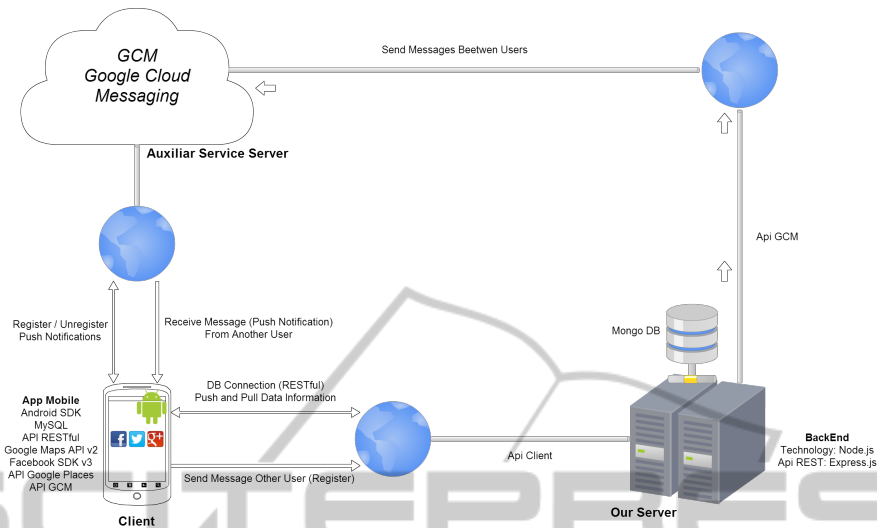 GCM
Google Cloud
Messaging
Send Messages Beetwen Users
Auxiliar Service Server
Api GCM
Register / Unregister
Push Notifications
Receive Message (Push Notification)
From Another User
Mongo DB
DB Connection (RESTful)
Push and Pull Data Information
App Mobile
Android SDK
MySQL
API RESTful
Google Maps API v2
Facebook SDK v3
API Google Places
API GCM
f
g+
Send Message Other User (Register)
Api Client
BackEnd
Technology: Node.js
Api REST: Express.js
Client
Our Server